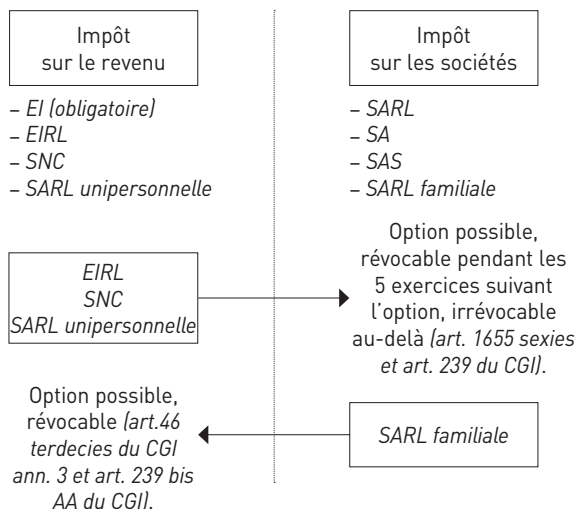 Impôt
sur le revenu
– EI (obligatoire)
– EIRL
– SNC
– SARL unipersonnelle
Impôt
sur les sociétés
– SARL
– SA
– SAS
– SARL familiale
EIRL
SNC
SARL unipersonnelle
Option possible,
révocable pendant les
5 exercices suivant
l'option, irrévocable
au-delà (art. 1655 sexies
et art. 239 du CGI).
Option possible,
révocable (art.46
terdecies du CGI
ann. 3 et art. 239 bis
AA du CGI).
SARL familiale